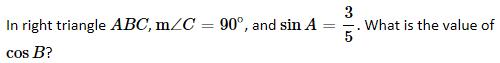 In right triangle ABC, m∠C = 90°, and sin A = 3/5. What is the value of
cos B?